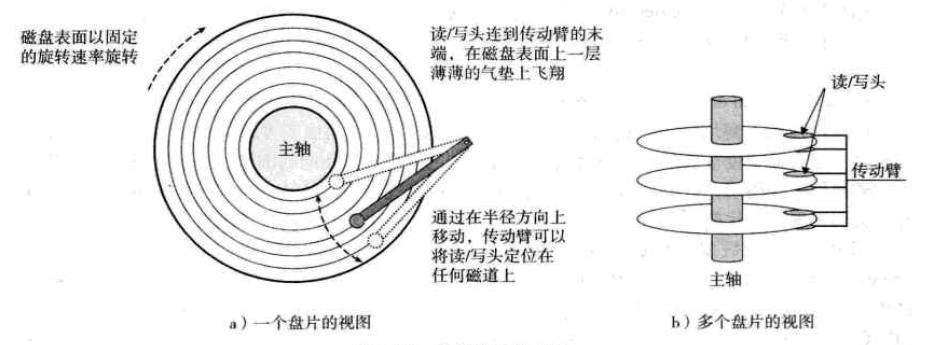 磁盘表面以固定
的旋转速率旋转
主轴
读/写头连到传动臂的末
端，在磁盘表面上一层
薄薄的气垫上飞翔
通过在半径方向上
移动，传动臂可以
将读/写头定位在
任何磁道上
a）一个盘片的视图
读/写头
传动臂
主轴
b）多个盘片的视图